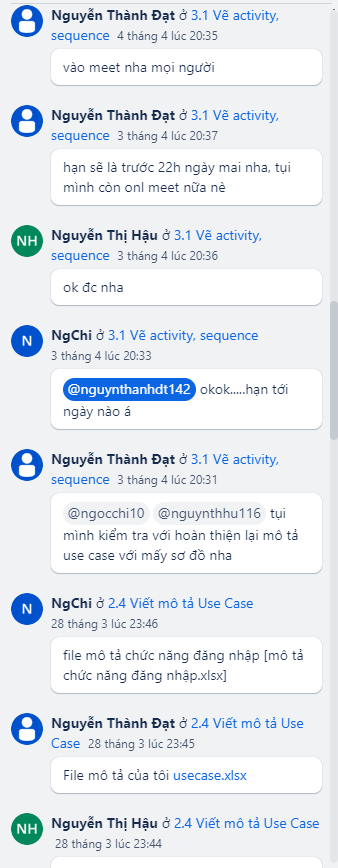 Nguyễn Thành Đạt ở 3.1 Vẽ activity,
sequence 4 tháng 4 lúc 20:35
vào meet nha mọi người
Nguyễn Thành Đạt ở 3.1 Vẽ activity,
sequence 3 tháng 4 lúc 20:37
hạn sẽ là trước 22h ngày mai nha, tụi
mình còn onl meet nữa nè
NH
Nguyễn Thị Hậu ở 3.1 Vẽ activity,
sequence 3 tháng 4 lúc 20:36
ok đc nha
N
NgChi ở 3.1 Vẽ activity, sequence
3 tháng 4 lúc 20:33
@nguynthanhdt142 okok.....hạn tới
ngày nào á
Nguyễn Thành Đạt ở 3.1 Vẽ activity,
sequence 3 tháng 4 lúc 20:31
@ngocchi10 @nguynthhu116 tụi
mình kiểm tra với hoàn thiện lại mô tả
use case với mấy sơ đồ nha
N
NgChi ở 2.4 Viết mô tả Use Case
28 tháng 3 lúc 23:46
file mô tả chức năng đăng nhập [mô tả
chức năng đăng nhập.xlsx]
Nguyễn Thành Đạt ở 2.4 Viết mô tả Use
Case 28 tháng 3 lúc 23:45
File mô tả của tôi usecase.xlsx
NH
Nguyễn Thị Hậu ở 2.4 Viết mô tả Use Case
28 tháng 3 lúc 23:44